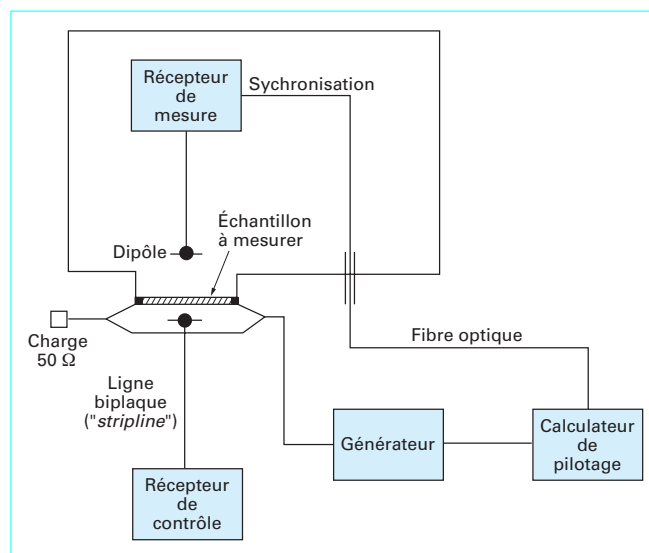 Récepteur
de
mesure
Sychronisation
Échantillon
à mesurer
Dipôle
Charge
50 Ω
Fibre optique
Ligne
biplaque
("stripline")
Générateur
Calculateur
de
pilotage
Récepteur
de
contrôle